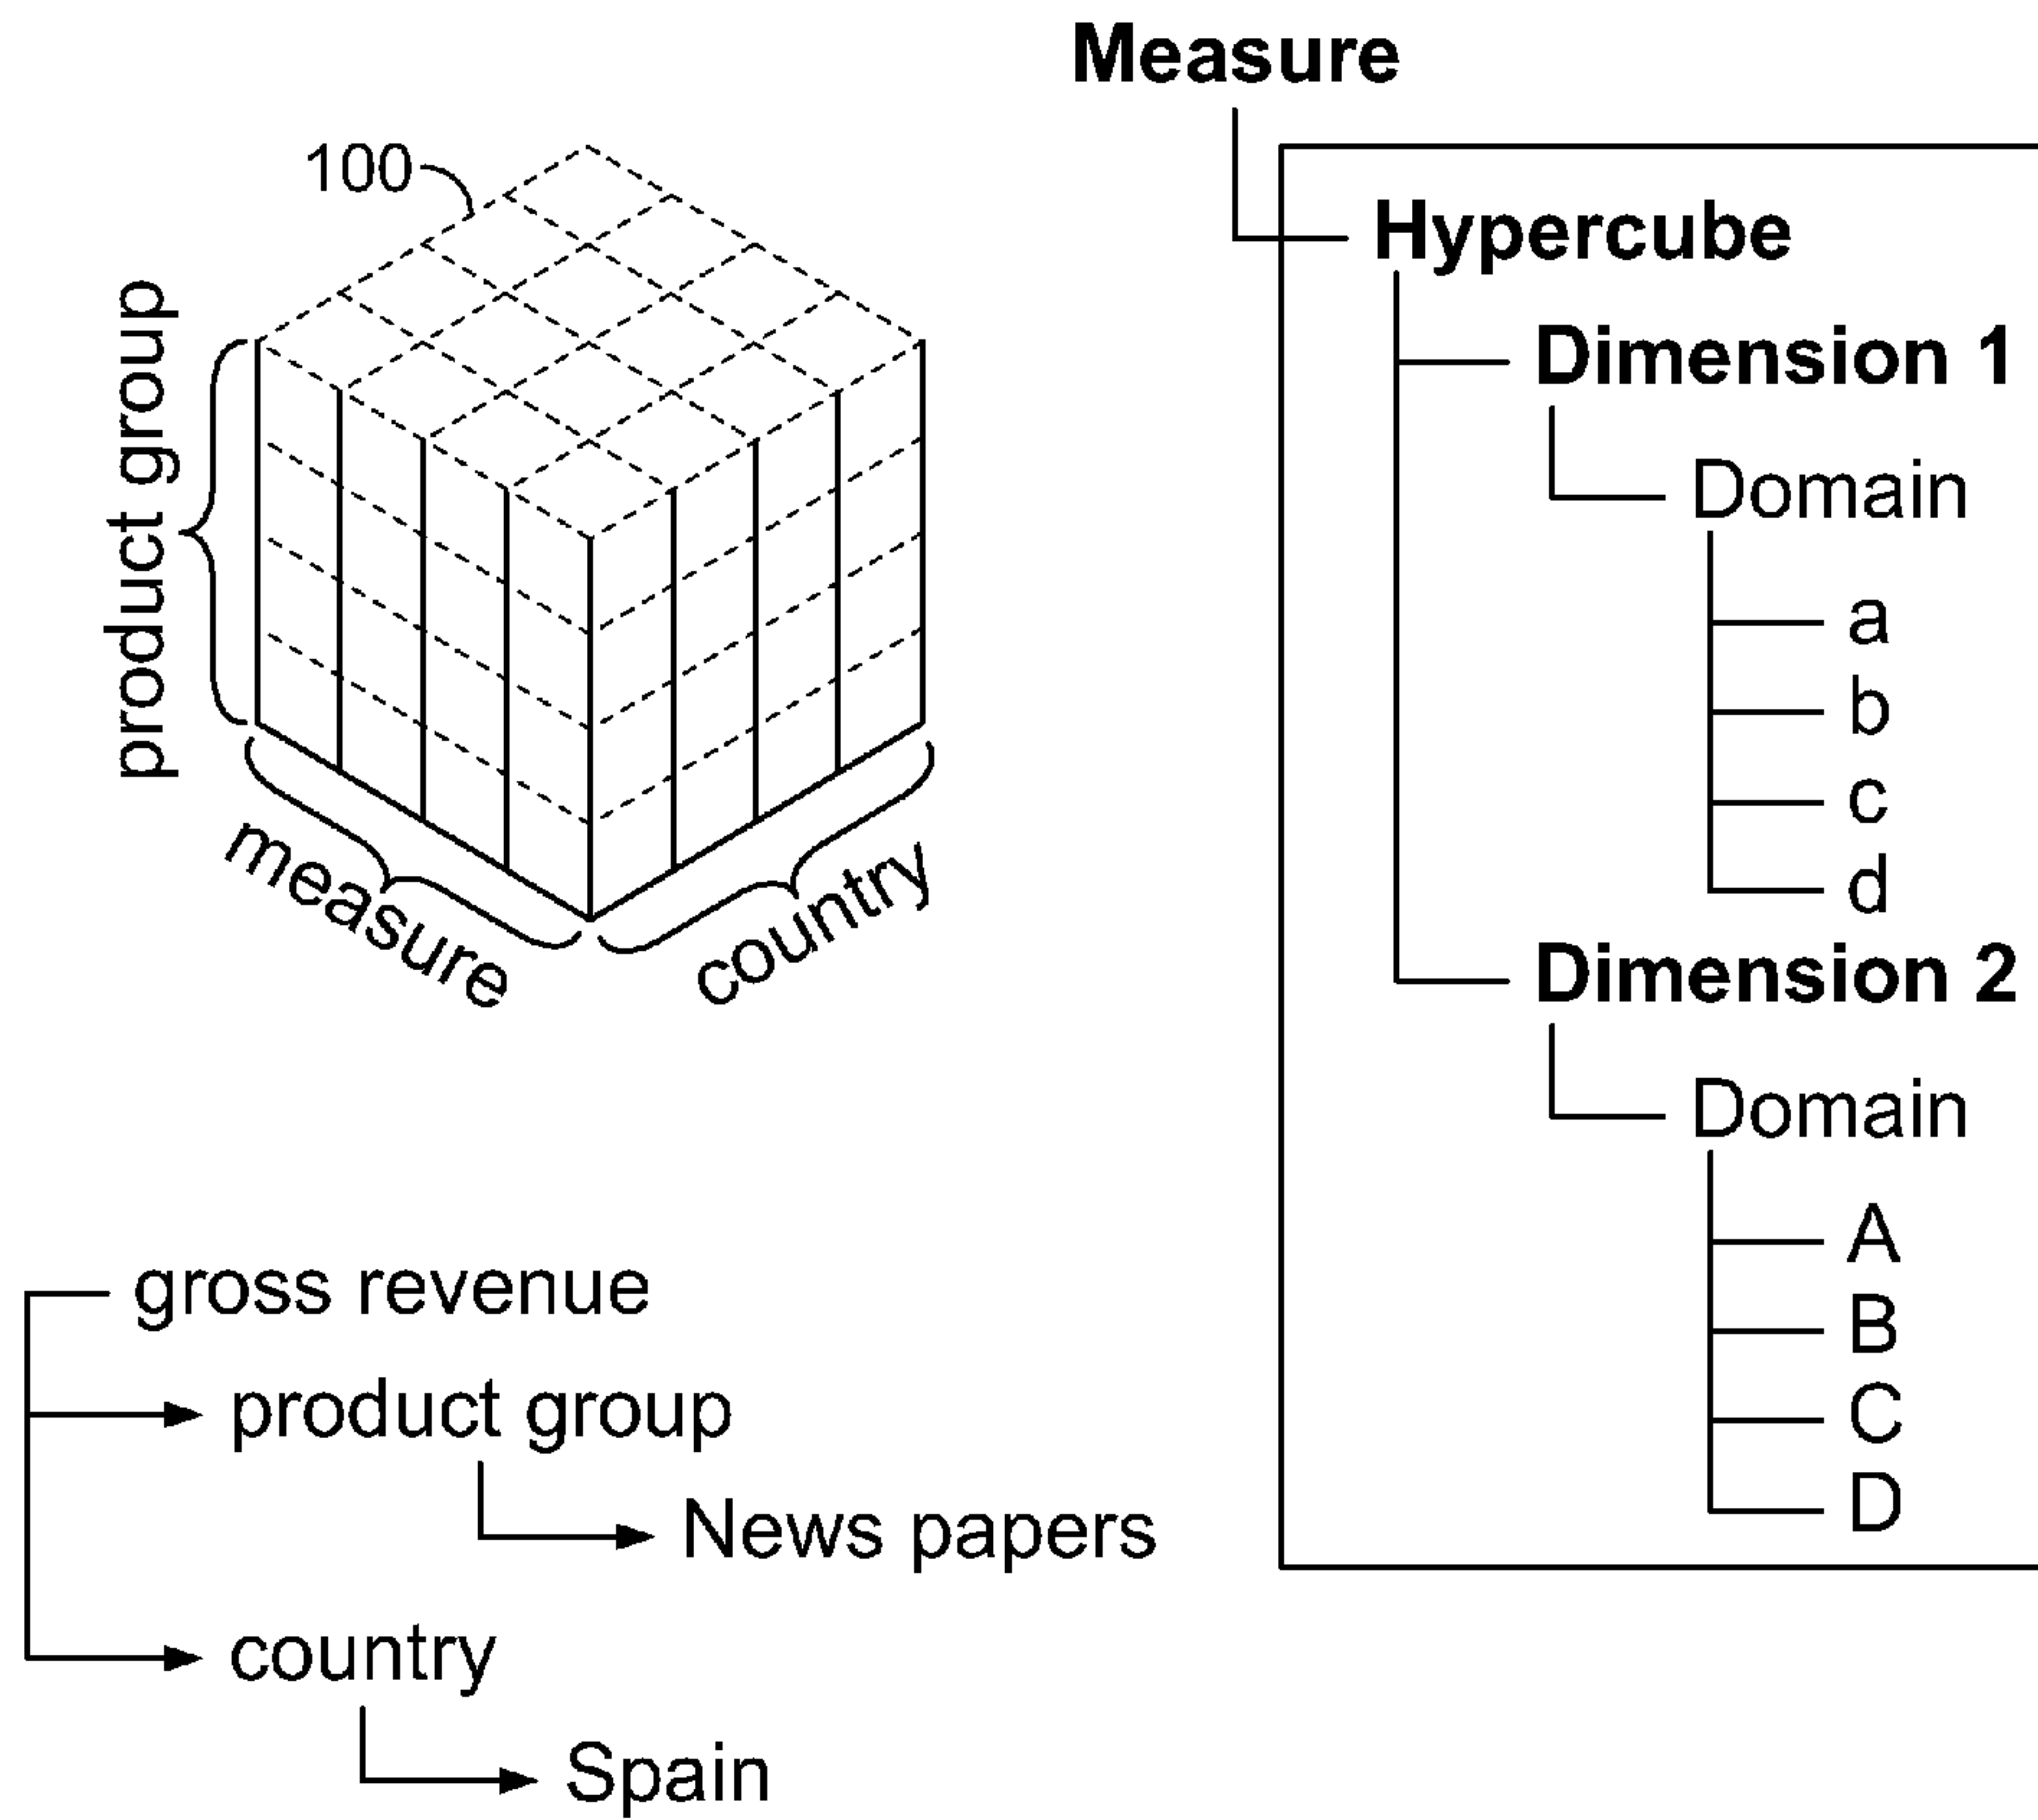 100
product group
measure
country
gross revenue
product group
News papers
country
Spain
Measure
Hypercube
Dimension 1
Domain
a
b
c
d
Dimension 2
Domain
A
B
C
D